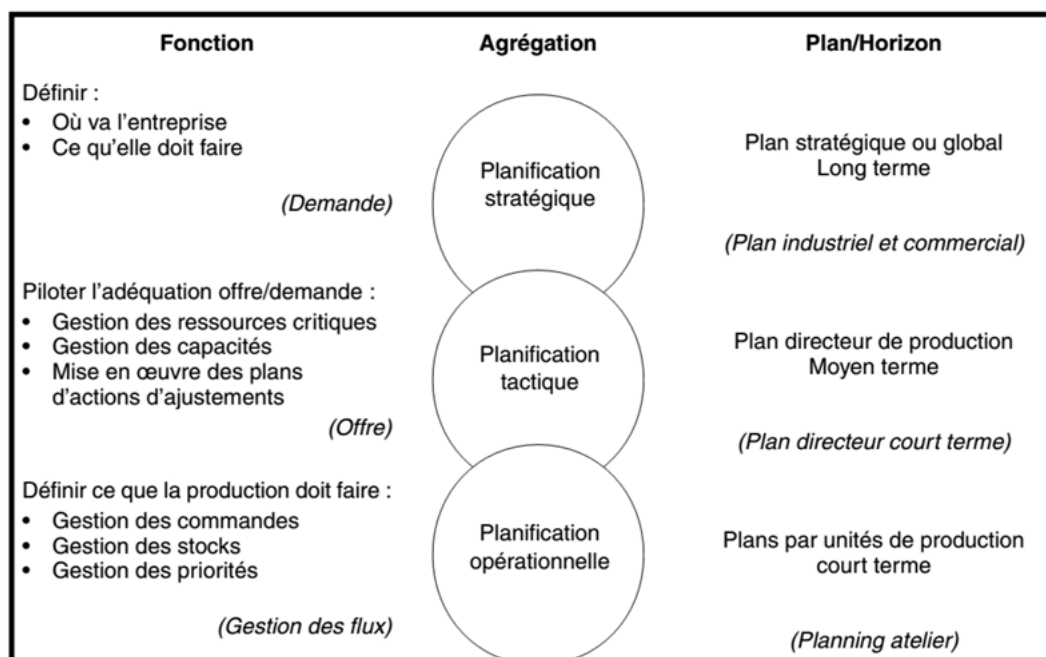 Fonction
Agrégation
Plan/Horizon
Définir :
• Où va l'entreprise
• Ce qu'elle doit faire
(Demande)
Planification
stratégique
Plan stratégique ou global
Long terme
(Plan industriel et commercial)
Piloter l'adéquation offre/demande :
• Gestion des ressources critiques
• Gestion des capacités
• Mise en œuvre des plans
d'actions d'ajustements
(Offre)
Planification
tactique
Plan directeur de production
Moyen terme
(Plan directeur court terme)
Définir ce que la production doit faire :
• Gestion des commandes
• Gestion des stocks
• Gestion des priorités
(Gestion des flux)
Planification
opérationnelle
Plans par unités de production
court terme
(Planning atelier)